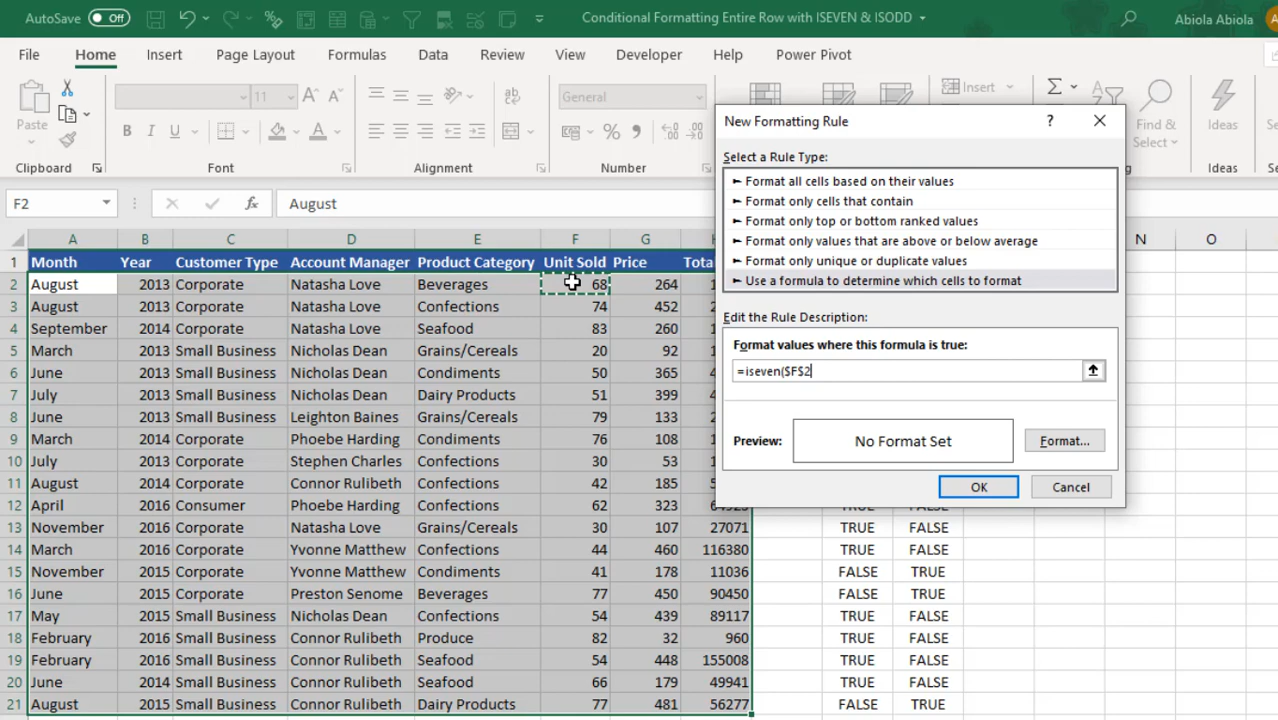 AutoSave Off Conditional Formatting Entire Row with ISEVEN & ISODD Abiola Abiola
File Home Insert Page Layout Formulas Data Review View Developer Help Power Pivot
Paste
11
General
Insert
Find & Select
Ideas
Clipboard Font Alignment Number Ideas
F2 August
A B C D E F G H N O
1 Month Year Customer Type Account Manager Product Category Unit Sold Price
2 August 2013 Corporate Natasha Love Beverages 68 264
3 August 2013 Corporate Natasha Love Confections 74 452
4 September 2014 Corporate Natasha Love Seafood 83 260
5 March 2013 Small Business Nicholas Dean Grains/Cereals 20 92
6 June 2013 Small Business Nicholas Dean Condiments 50 365
7 July 2013 Small Business Nicholas Dean Dairy Products 51 399
8 June 2013 Small Business Leighton Baines Grains/Cereals 79 133
9 March 2014 Corporate Phoebe Harding Condiments 76 108
10 July 2013 Corporate Stephen Charles Confections 30 53
11 August 2014 Corporate Connor Rulibeth Confections 42 185
12 April 2016 Consumer Phoebe Harding Confections 62 323
13 November 2016 Corporate Natasha Love Grains/Cereals 30 107 27071 TRUE FALSE
14 March 2016 Corporate Yvonne Matthew Confections 44 460 116380 TRUE FALSE
15 November 2015 Corporate Yvonne Matthew Condiments 41 178 11036 FALSE TRUE
16 June 2015 Corporate Preston Senome Beverages 77 450 90450 FALSE TRUE
17 May 2015 Small Business Nicholas Dean Confections 54 439 89117 TRUE FALSE
18 February 2016 Small Business Connor Rulibeth Produce 82 32 960 TRUE FALSE
19 February 2016 Small Business Connor Rulibeth Seafood 54 448 155008 TRUE FALSE
20 June 2014 Small Business Connor Rulibeth Seafood 66 179 49941 TRUE FALSE
21 August 2015 Small Business Connor Rulibeth Dairy Products 77 481 56277 FALSE TRUE
New Formatting Rule ?
Select a Rule Type:
► Format all cells based on their values
► Format only cells that contain
► Format only top or bottom ranked values
► Format only values that are above or below average
► Format only unique or duplicate values
► Use a formula to determine which cells to format
Edit the Rule Description:
Format values where this formula is true:
=iseven($F$2
Preview: No Format Set Format...
OK Cancel